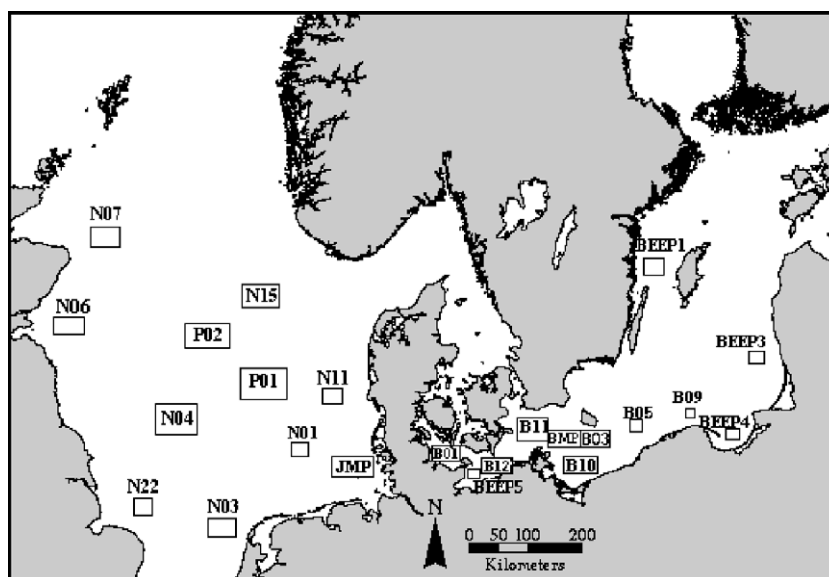 N07
BEEP1
N15
N06
P02
BEEP3
P01
N11
N04
B09
B05
B11
BEEP4
BMP
B03
N01
B01
JMP
B12
B10
BEEP5
N22
N03
N
0 50 100 200
Kilometers